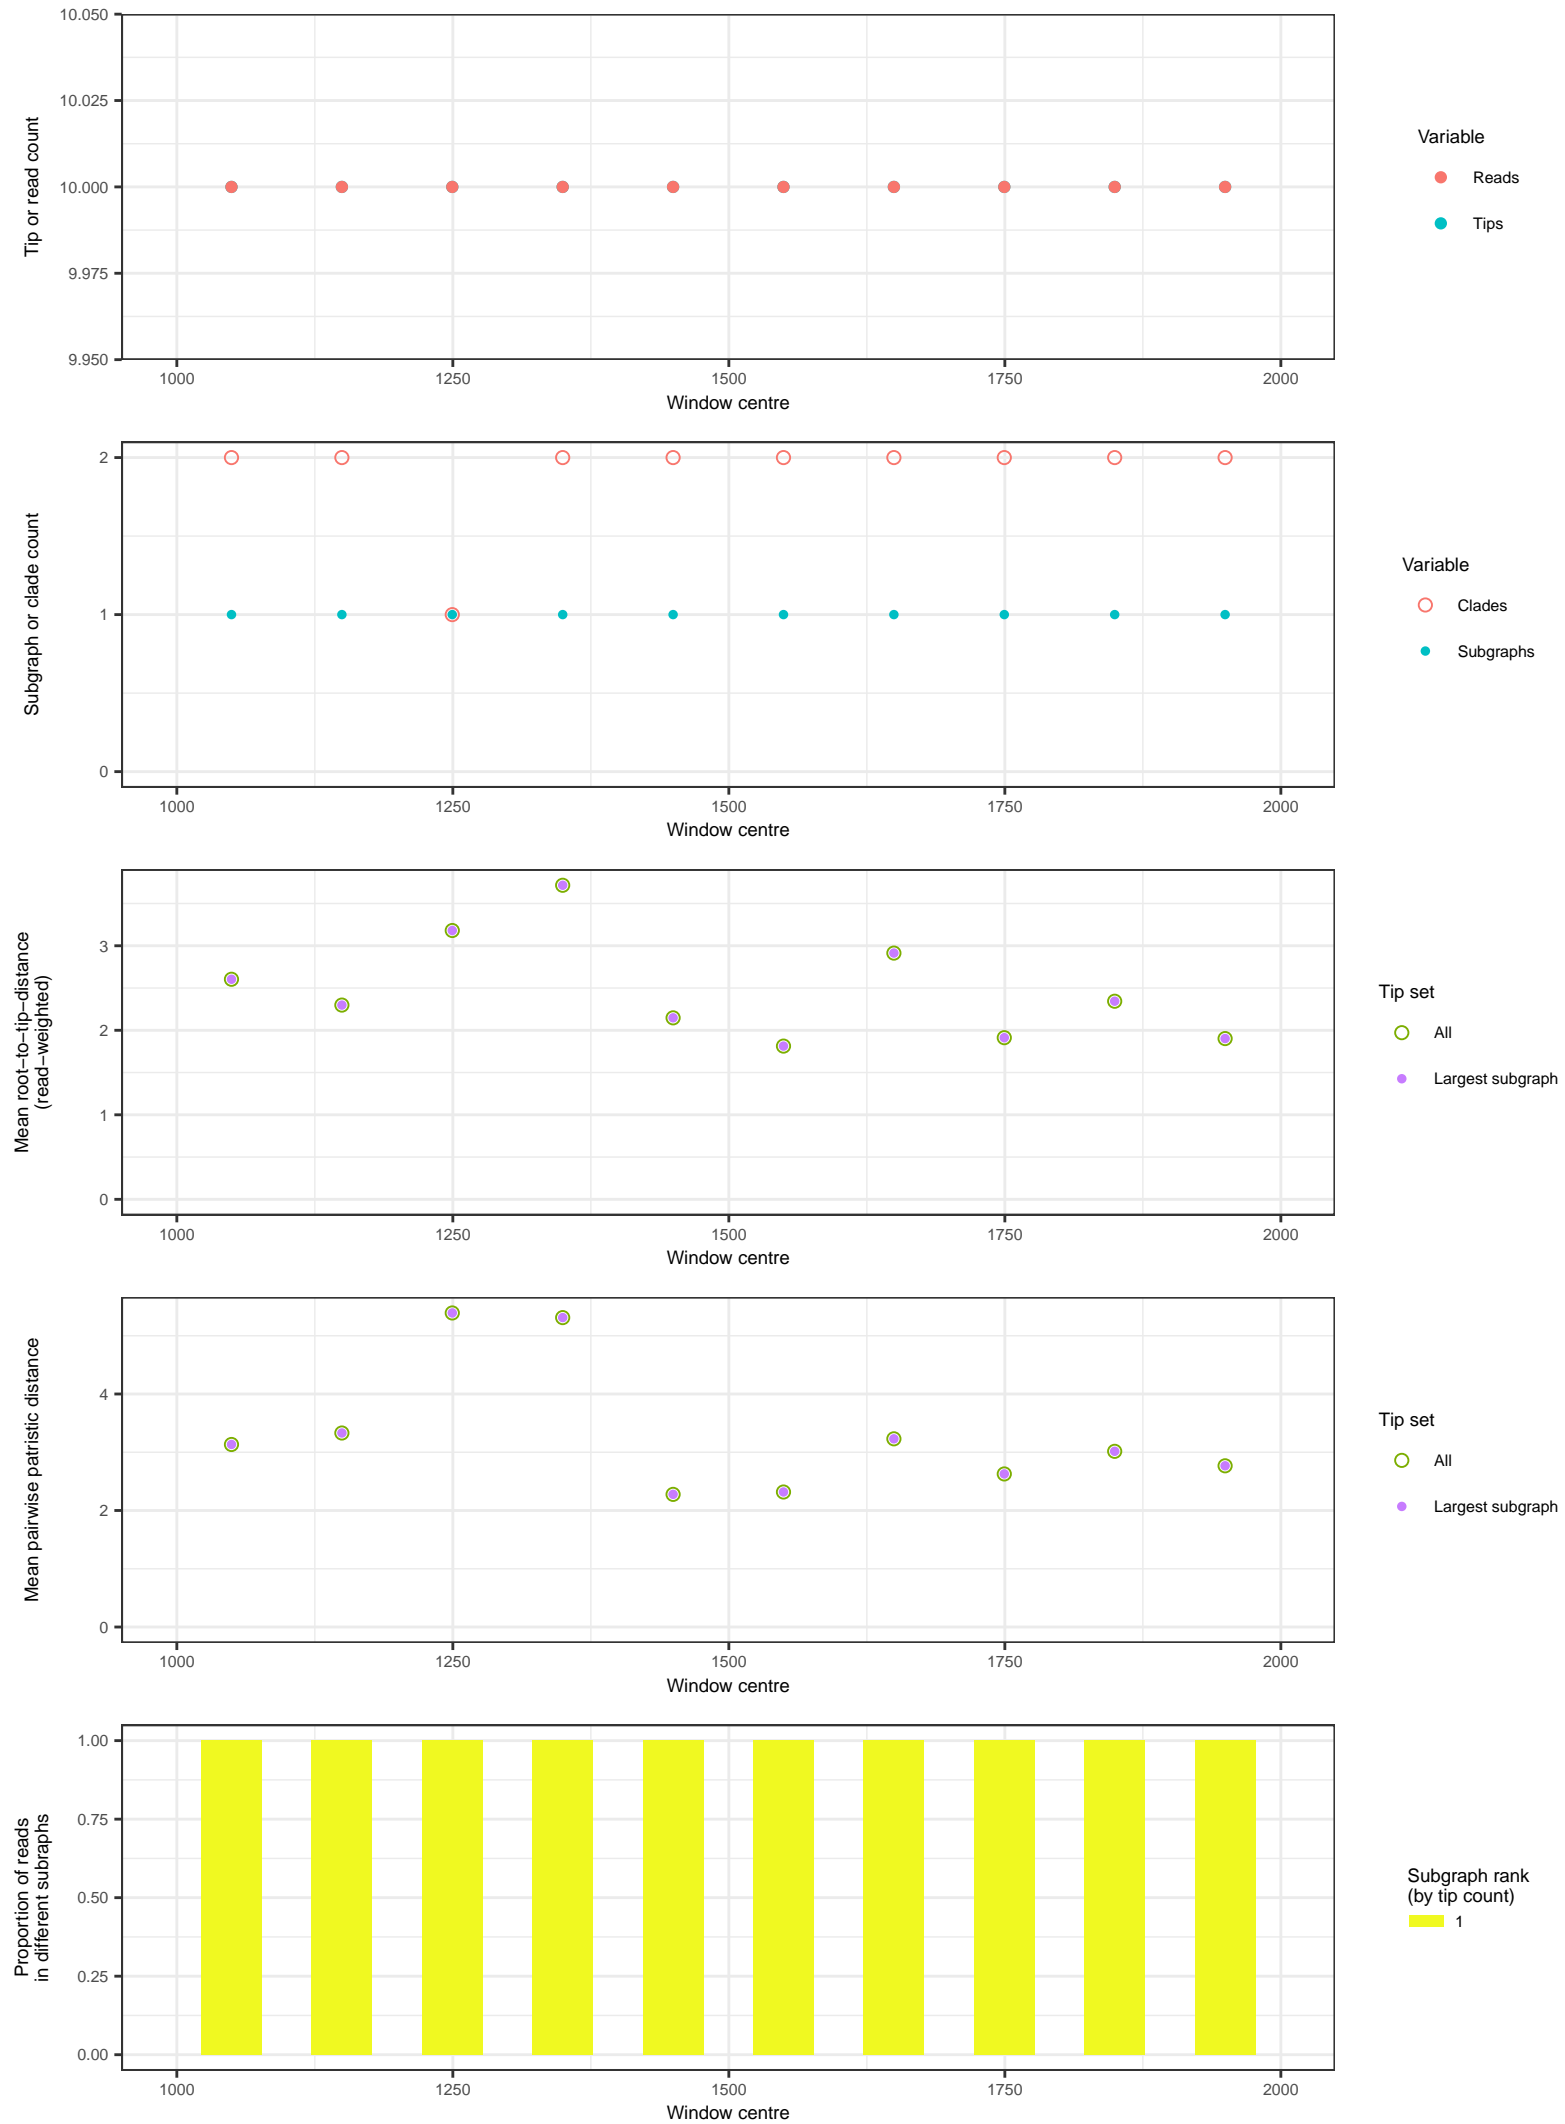 10.050
10.025
10.000
9.975
9.950
Tip or read count
1000 1250 1500 1750 2000
Window centre
Variable
Reads
Tips
2
1
0
Subgraph or clade count
1000 1250 1500 1750 2000
Window centre
Variable
Clades
Subgraphs
3
2
1
0
Mean root−to−tip−distance
(read−weighted)
1000 1250 1500 1750 2000
Window centre
Tip set
All
Largest subgraph
4
2
0
Mean pairwise patristic distance
1000 1250 1500 1750 2000
Window centre
Tip set
All
Largest subgraph
1.00
0.75
0.50
0.25
0.00
Proportion of reads
in different subraphs
1000 1250 1500 1750 2000
Window centre
Subgraph rank
(by tip count)
1